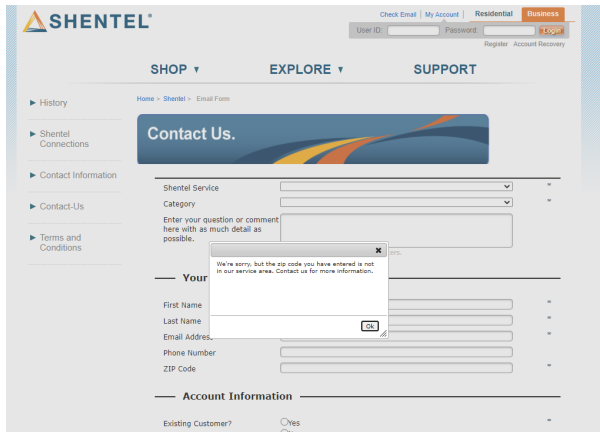 SHENTEL®
Check Email | My Account | Residential Business
User ID: Password: Login
Register Account Recovery
SHOP ▼ EXPLORE ▼ SUPPORT
Home > Shentel > Email Form
History
Shentel
Connections
Contact Information
Contact-Us
Terms and
Conditions
Contact Us.
Shentel Service *
Category *
Enter your question or comment
here with as much detail as
possible.
We're sorry, but the zip code you have entered is not
in our service area. Contact us for more information.
Ok
Your
First Name *
Last Name *
Email Address *
Phone Number
ZIP Code *
Account Information
Existing Customer? Yes *